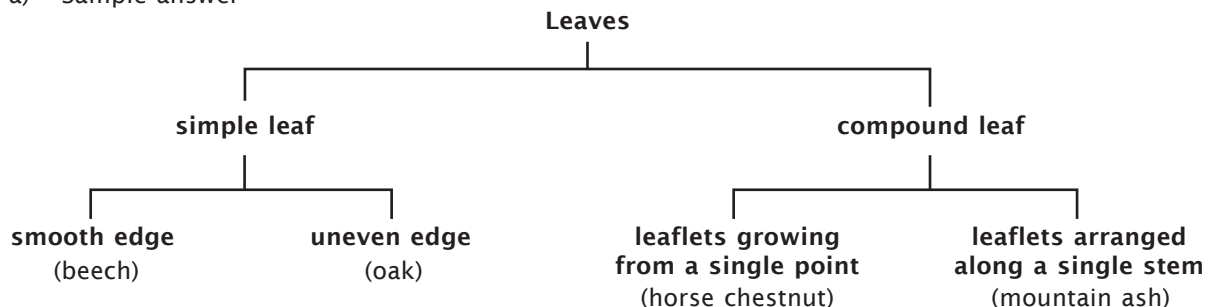 a) Sample answer
Leaves
simple leaf
compound leaf
smooth edge
(beech)
uneven edge
(oak)
leaflets growing
from a single point
(horse chestnut)
leaflets arranged
along a single stem
(mountain ash)